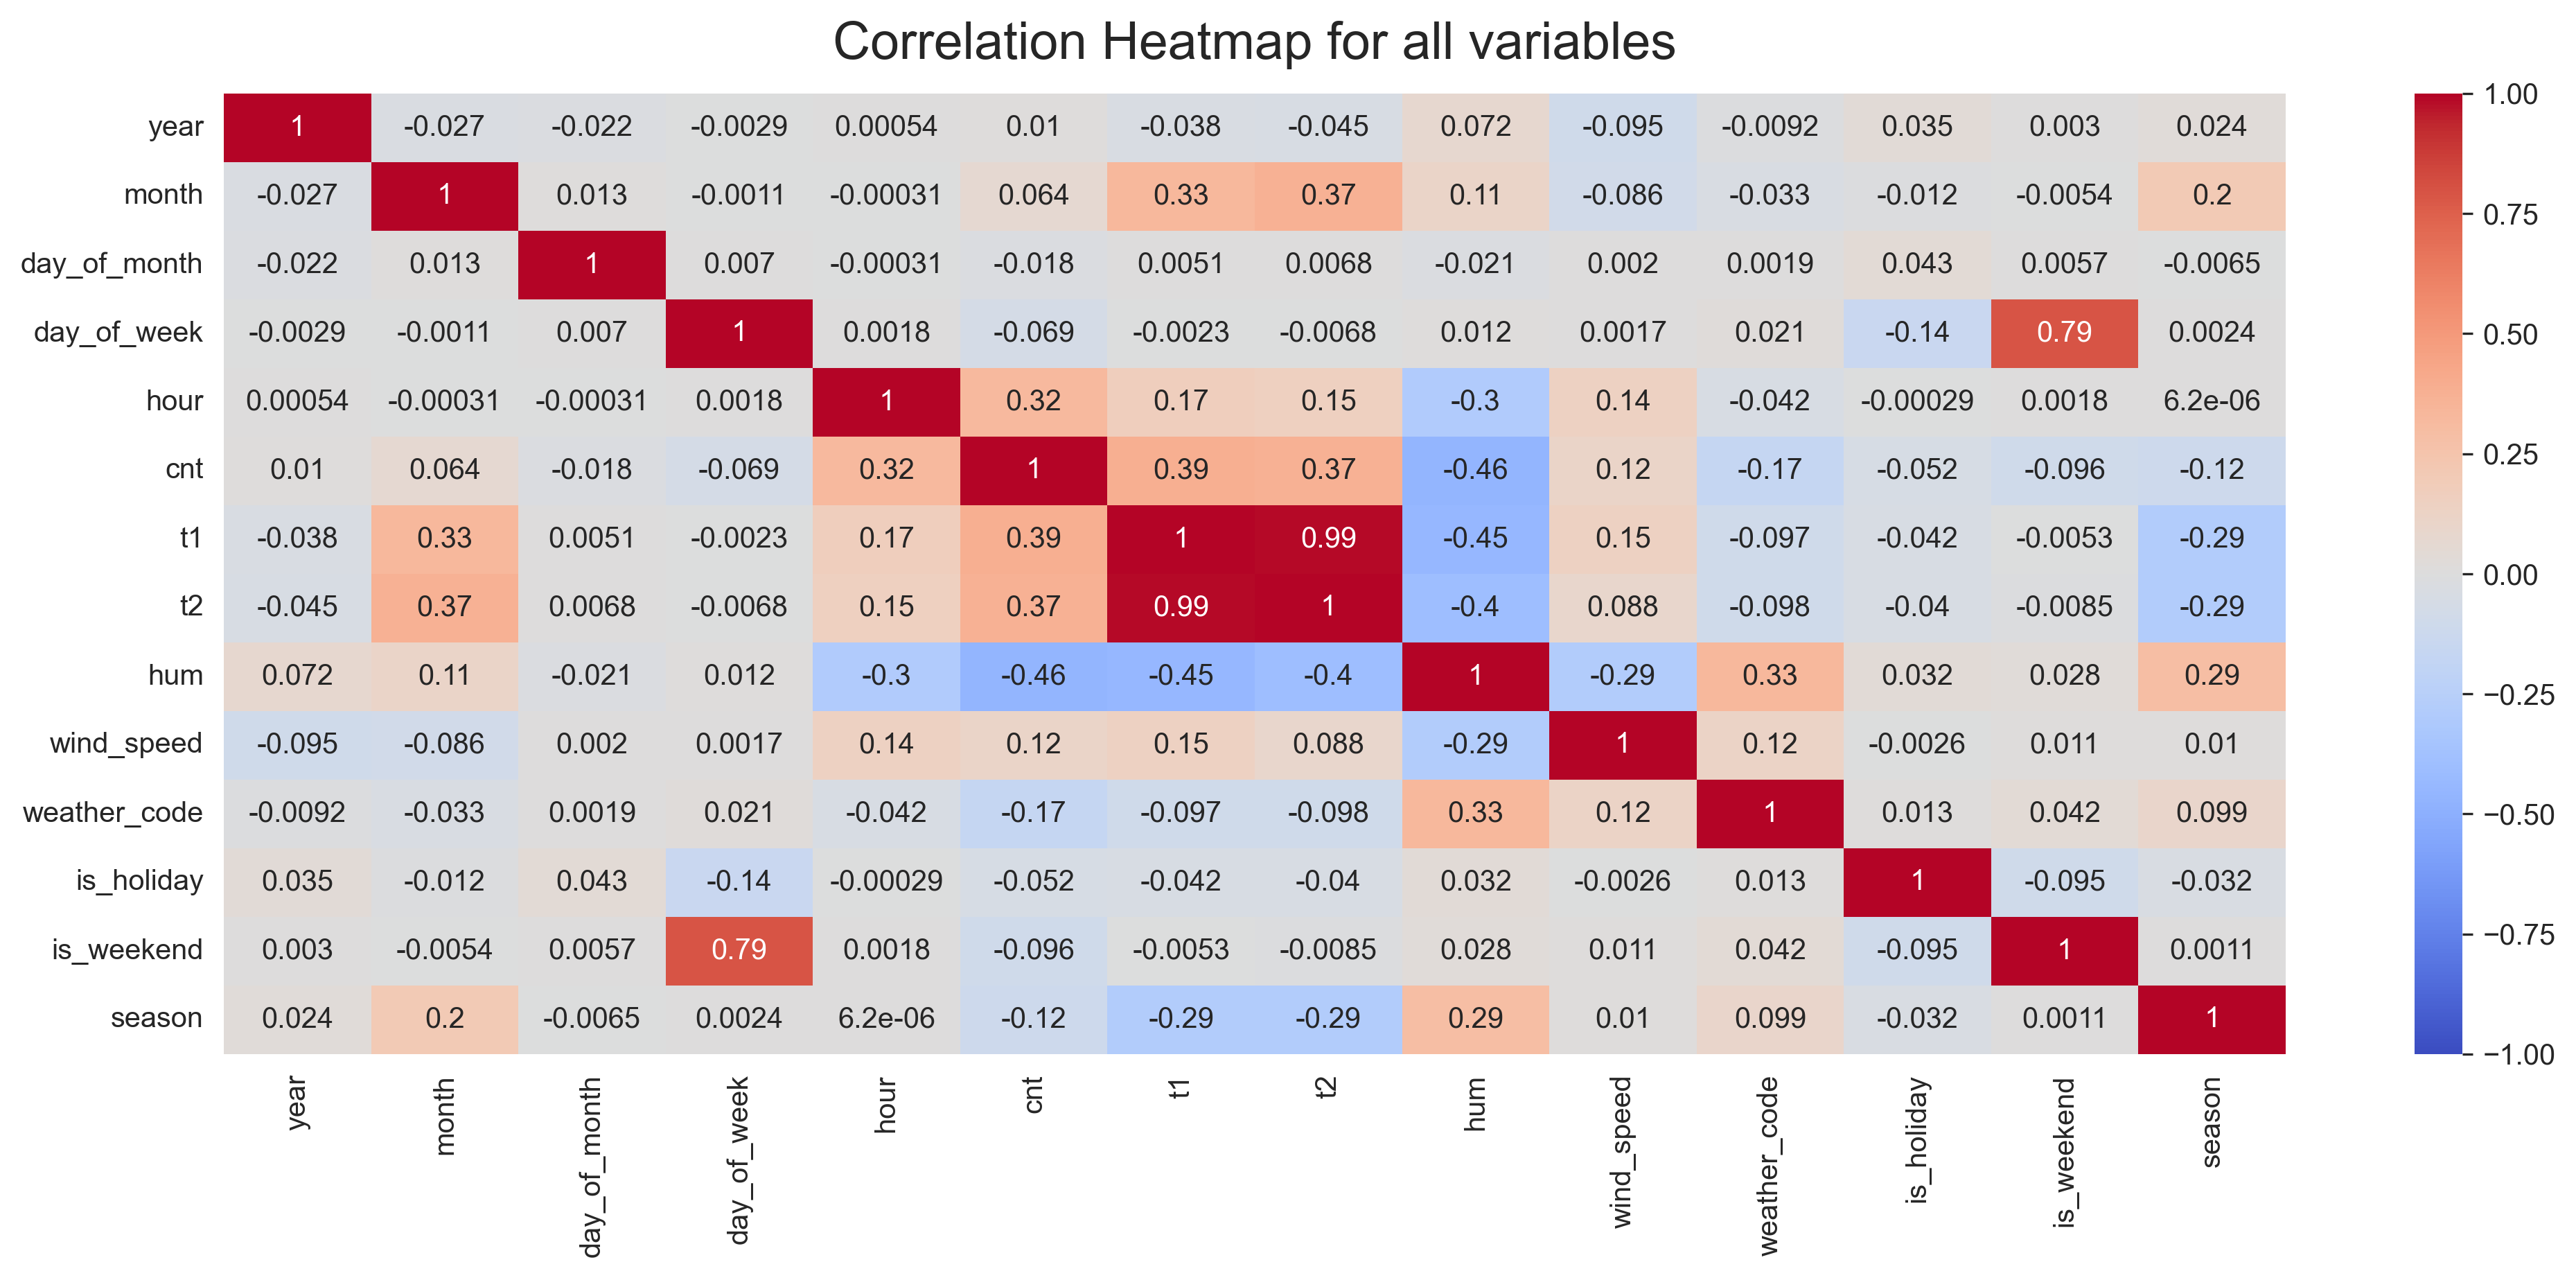 Correlation Heatmap for all variables
year 1 -0.027 -0.022 -0.0029 0.00054 0.01 -0.038 -0.045 0.072 -0.095 -0.0092 0.035 0.003 0.024
month -0.027 1 0.013 -0.0011 -0.00031 0.064 0.33 0.37 0.11 -0.086 -0.033 -0.012 -0.0054 0.2
day_of_month -0.022 0.013 1 0.007 -0.00031 -0.018 0.0051 0.0068 -0.021 0.002 0.0019 0.043 0.0057 -0.0065
day_of_week -0.0029 -0.0011 0.007 1 0.0018 -0.069 -0.0023 -0.0068 0.012 0.0017 0.021 -0.14 0.79 0.0024
hour 0.00054 -0.00031 -0.00031 0.0018 1 0.32 0.17 0.15 -0.3 0.14 -0.042 -0.00029 0.0018 6.2e-06
cnt 0.01 0.064 -0.018 -0.069 0.32 1 0.39 0.37 -0.46 0.12 -0.17 -0.052 -0.096 -0.12
t1 -0.038 0.33 0.0051 -0.0023 0.17 0.39 1 0.99 -0.45 0.15 -0.097 -0.042 -0.0053 -0.29
t2 -0.045 0.37 0.0068 -0.0068 0.15 0.37 0.99 1 -0.4 0.088 -0.098 -0.04 -0.0085 -0.29
hum 0.072 0.11 -0.021 0.012 -0.3 -0.46 -0.45 -0.4 1 -0.29 0.33 0.032 0.028 0.29
wind_speed -0.095 -0.086 0.002 0.0017 0.14 0.12 0.15 0.088 -0.29 1 0.12 -0.0026 0.011 0.01
weather_code -0.0092 -0.033 0.0019 0.021 -0.042 -0.17 -0.097 -0.098 0.33 0.12 1 0.013 0.042 0.099
is_holiday 0.035 -0.012 0.043 -0.14 -0.00029 -0.052 -0.042 -0.04 0.032 -0.0026 0.013 1 -0.095 -0.032
is_weekend 0.003 -0.0054 0.0057 0.79 0.0018 -0.096 -0.0053 -0.0085 0.028 0.011 0.042 -0.095 1 0.0011
season 0.024 0.2 -0.0065 0.0024 6.2e-06 -0.12 -0.29 -0.29 0.29 0.01 0.099 -0.032 0.0011 1
year month day_of_month day_of_week hour cnt t1 t2 hum wind_speed weather_code is_holiday is_weekend season
1.00
0.75
0.50
0.25
0.00
−0.25
−0.50
−0.75
−1.00